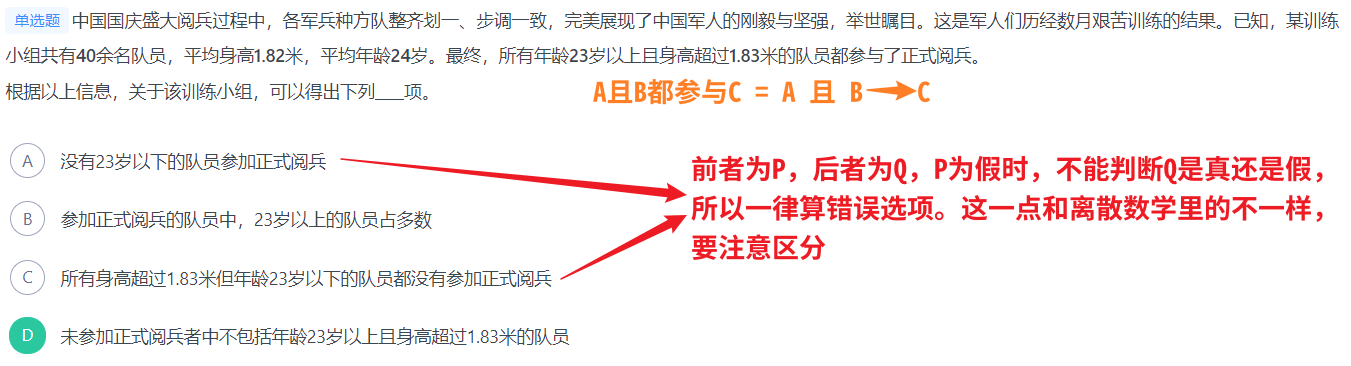 单选题 中国国庆盛大阅兵过程中，各军兵种方队整齐划一、步调一致，完美展现了中国军人的刚毅与坚强，举世瞩目。这是军人们历经数月艰苦训练的结果。已知，某训练
小组共有40余名队员，平均身高1.82米，平均年龄24岁。最终，所有年龄23岁以上且身高超过1.83米的队员都参与了正式阅兵。
根据以上信息，关于该训练小组，可以得出下列___项。
A且B都参与C = A 且 B→C
A 没有23岁以下的队员参加正式阅兵
B 参加正式阅兵的队员中，23岁以上的队员占多数
C 所有身高超过1.83米但年龄23岁以下的队员都没有参加正式阅兵
D 未参加正式阅兵者中不包括年龄23岁以上且身高超过1.83米的队员
前者为P，后者为Q，P为假时，不能判断Q是真还是假，
所以一律算错误选项。这一点和离散数学里的不一样，
要注意区分